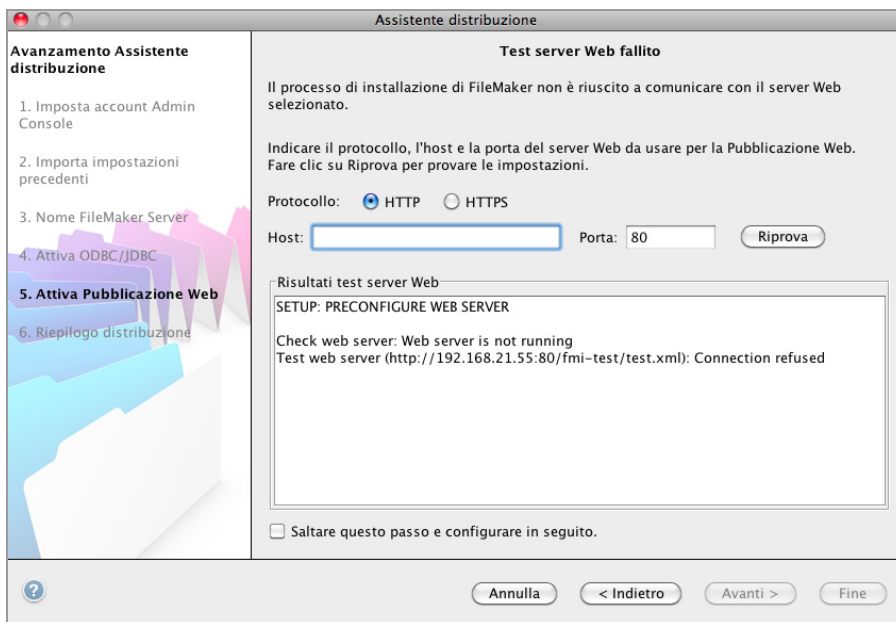 Assistente distribuzione
Avanzamento Assistente
distribuzione
1. Imposta account Admin
Console
2. Importa impostazioni
precedenti
3. Nome FileMaker Server
4. Attiva ODBC/JDBC
5. Attiva Pubblicazione Web
6. Riepilogo distribuzione
Test server Web fallito
Il processo di installazione di FileMaker non è riuscito a comunicare con il server Web
selezionato.
Indicare il protocollo, l'host e la porta del server Web da usare per la Pubblicazione Web.
Fare clic su Riprova per provare le impostazioni.
Protocollo: HTTP HTTPS
Host: Porta: 80 Riprova
Risultati test server Web
SETUP: PRECONFIGURE WEB SERVER
Check web server: Web server is not running
Test web server (http://192.168.21.55:80/fmi-test/test.xml): Connection refused
Saltare questo passo e configurare in seguito.
? Annulla < Indietro Avanti > Fine